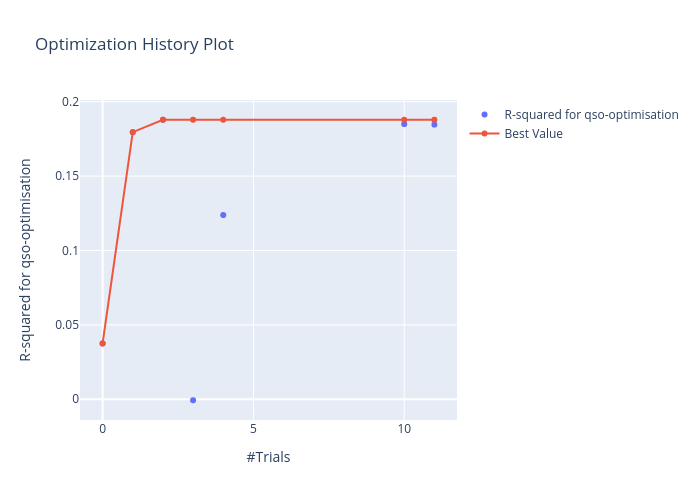 Optimization History Plot
R-squared for qso-optimisation
Best Value
R-squared for qso-optimisation
0.2
0.15
0.1
0.05
0
0
5
10
#Trials